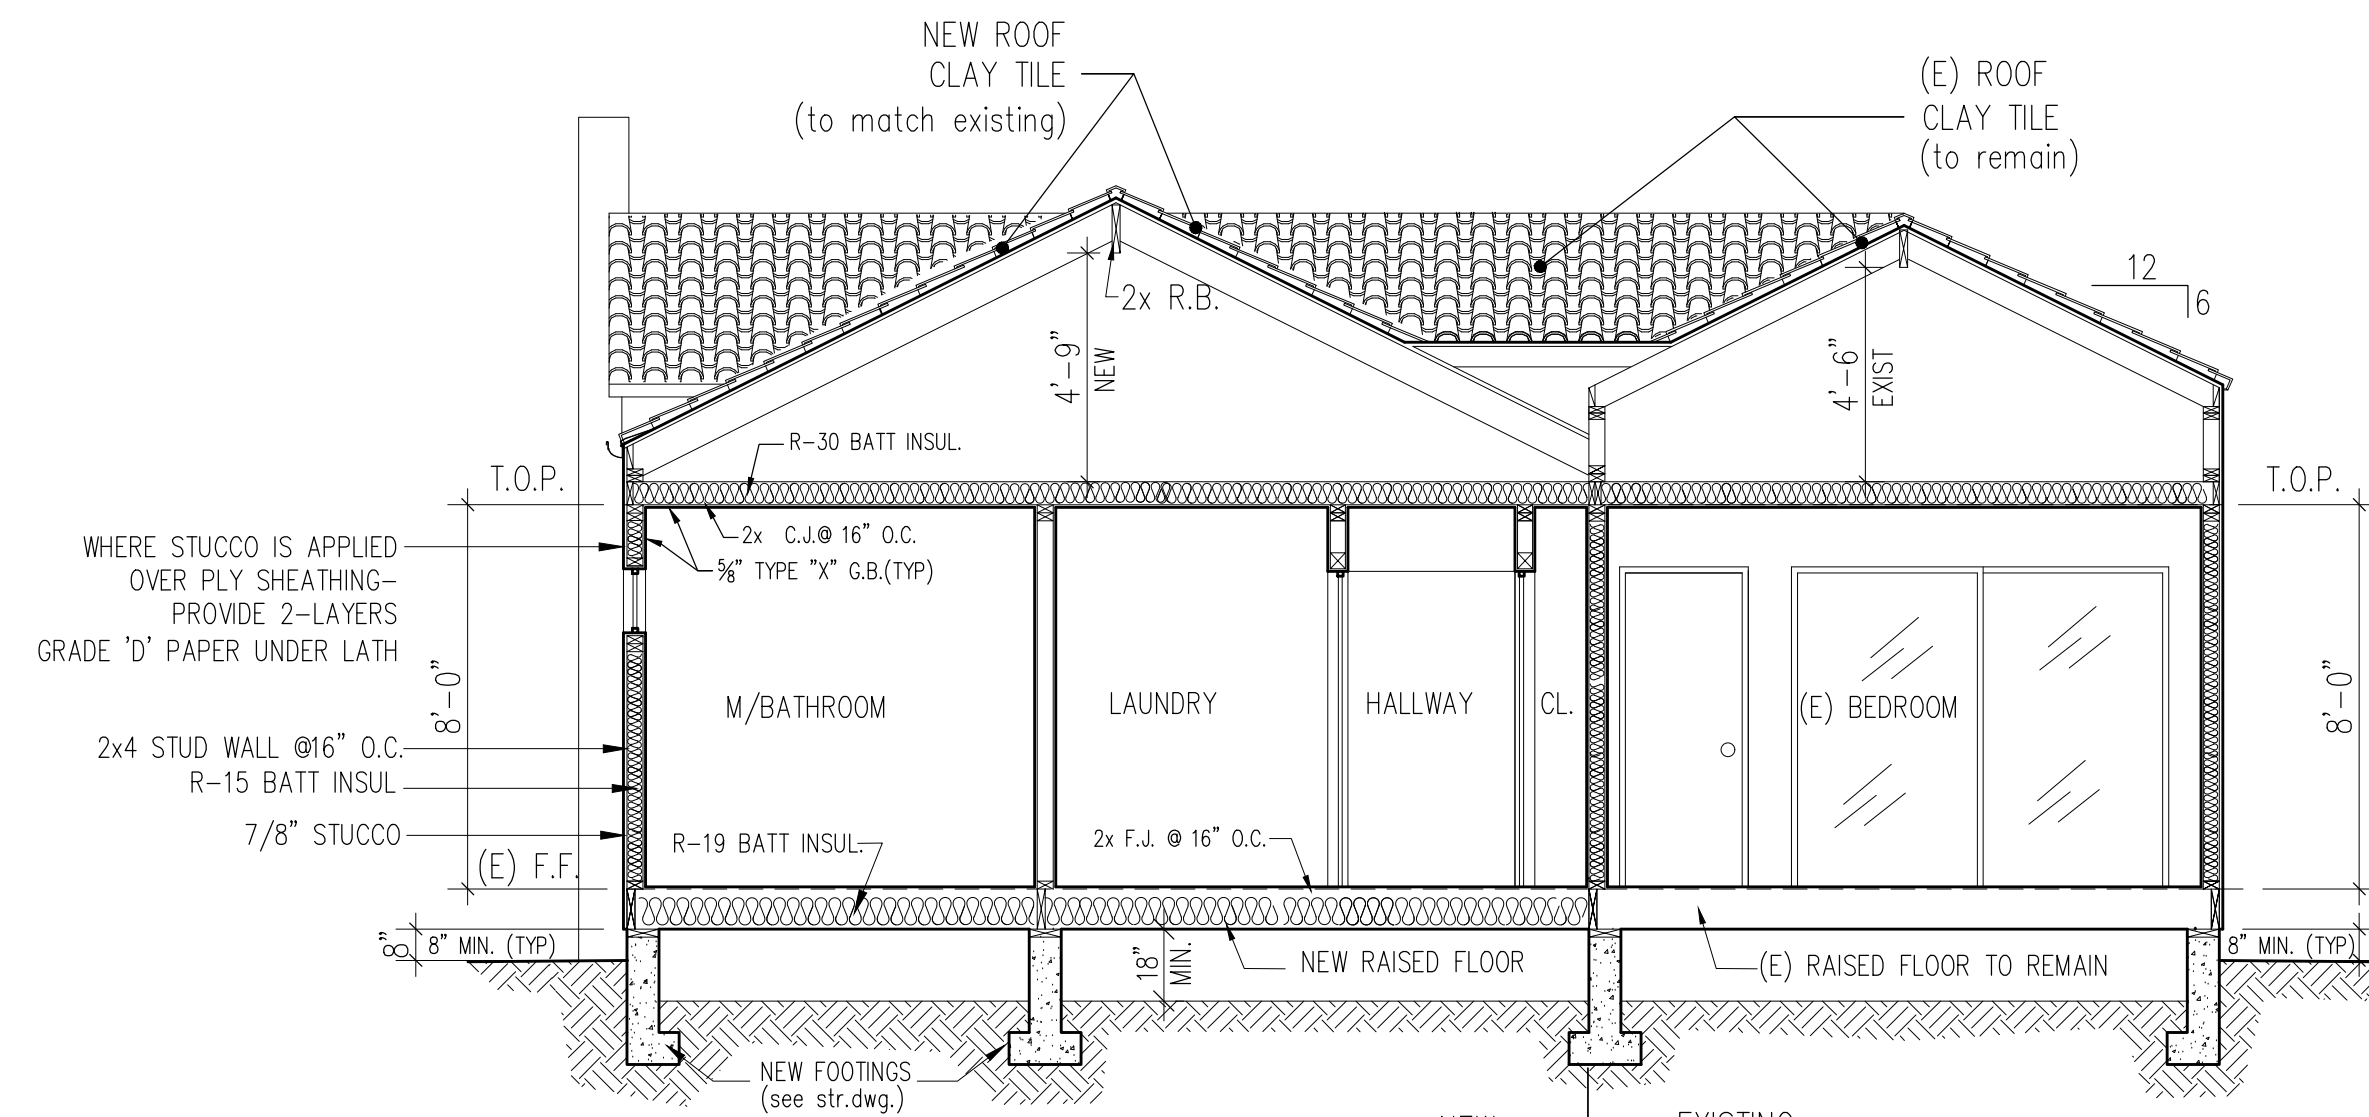 NEW ROOF
CLAY TILE
(to match existing)
(E) ROOF
CLAY TILE
(to remain)
12
6
2x R.B.
4'-9"
NEW
4'-6"
EXIST
R-30 BATT INSUL.
T.O.P.
T.O.P.
2x C.J.@ 16" O.C.
5/8" TYPE "X" G.B.(TYP)
WHERE STUCCO IS APPLIED
OVER PLY SHEATHING-
PROVIDE 2-LAYERS
GRADE 'D' PAPER UNDER LATH
8'-0"
8'-0"
M/BATHROOM
LAUNDRY
HALLWAY
CL.
(E) BEDROOM
2x4 STUD WALL @16" O.C.
R-15 BATT INSUL
7/8" STUCCO
R-19 BATT INSUL.
2x F.J. @ 16" O.C.
(E) F.F.
8"
8" MIN. (TYP)
18"
MIN.
NEW RAISED FLOOR
(E) RAISED FLOOR TO REMAIN
8" MIN. (TYP)
NEW FOOTINGS
(see str.dwg.)
NEW
EXISTING